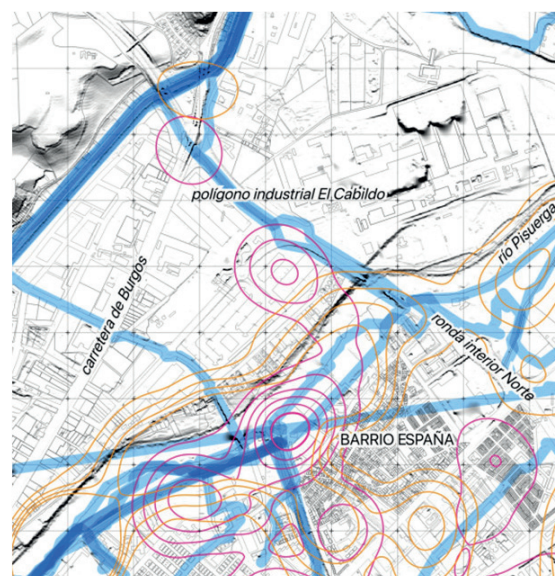 polígono industrial El Cabildo
río Pisuerga
carretera de Burgos
ronda interior Norte
BARRIO ESPAÑA